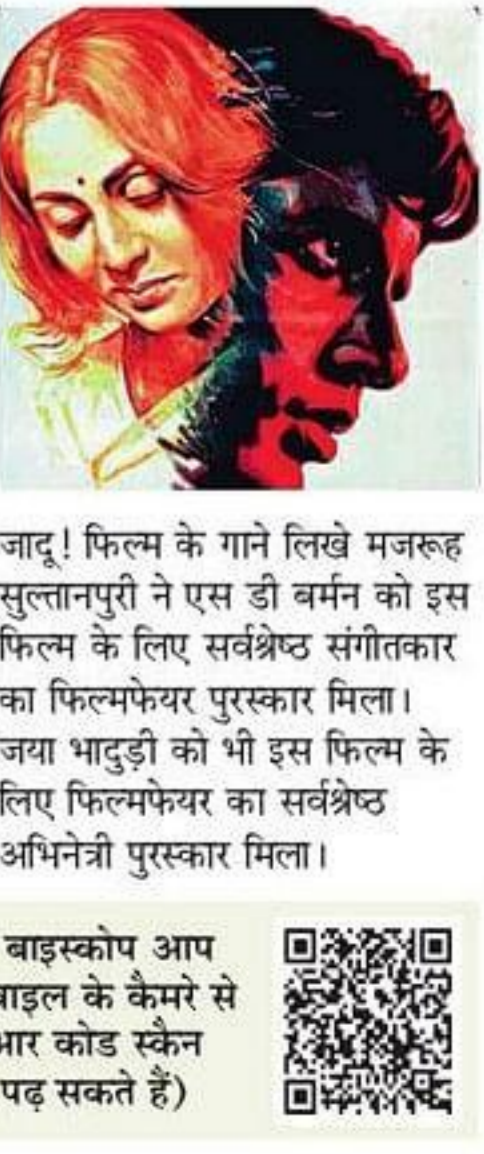 जादू! फिल्म के गाने लिखे मजरूह
सुल्तानपुरी ने एस डी बर्मन को इस
फिल्म के लिए सर्वश्रेष्ठ संगीतकार
का फिल्मफेयर पुरस्कार मिला।
जया भादुड़ी को भी इस फिल्म के
लिए फिल्मफेयर का सर्वश्रेष्ठ
अभिनेत्री पुरस्कार मिला।
बाइस्कोप आप
के कैमरे से
कोड स्कैन
पढ़ सकते हैं)